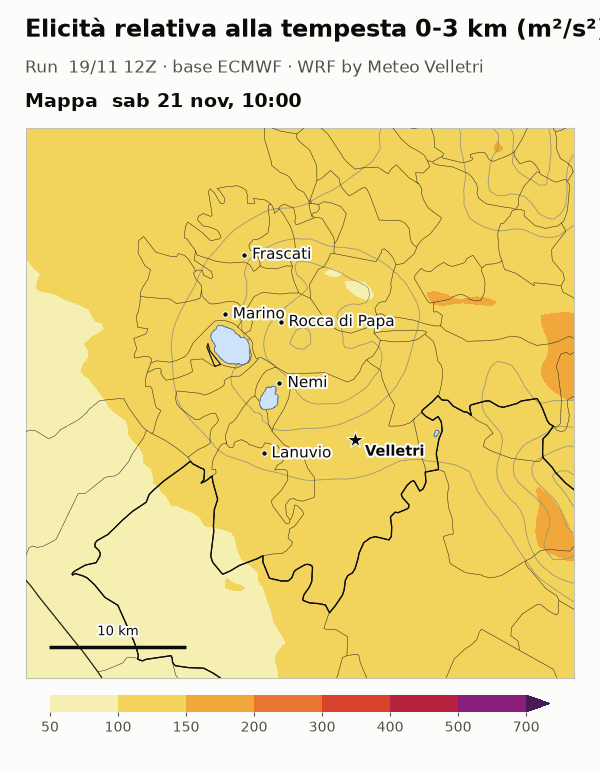 Elicità relativa alla tempesta 0-3 km (m²/s²)
Run  19/11 12Z · base ECMWF · WRF by Meteo Velletri
Mappa  sab 21 nov, 10:00
Frascati
Marino
Rocca di Papa
Nemi
Velletri
Lanuvio
10 km
50 100 150 200 300 400 500 700